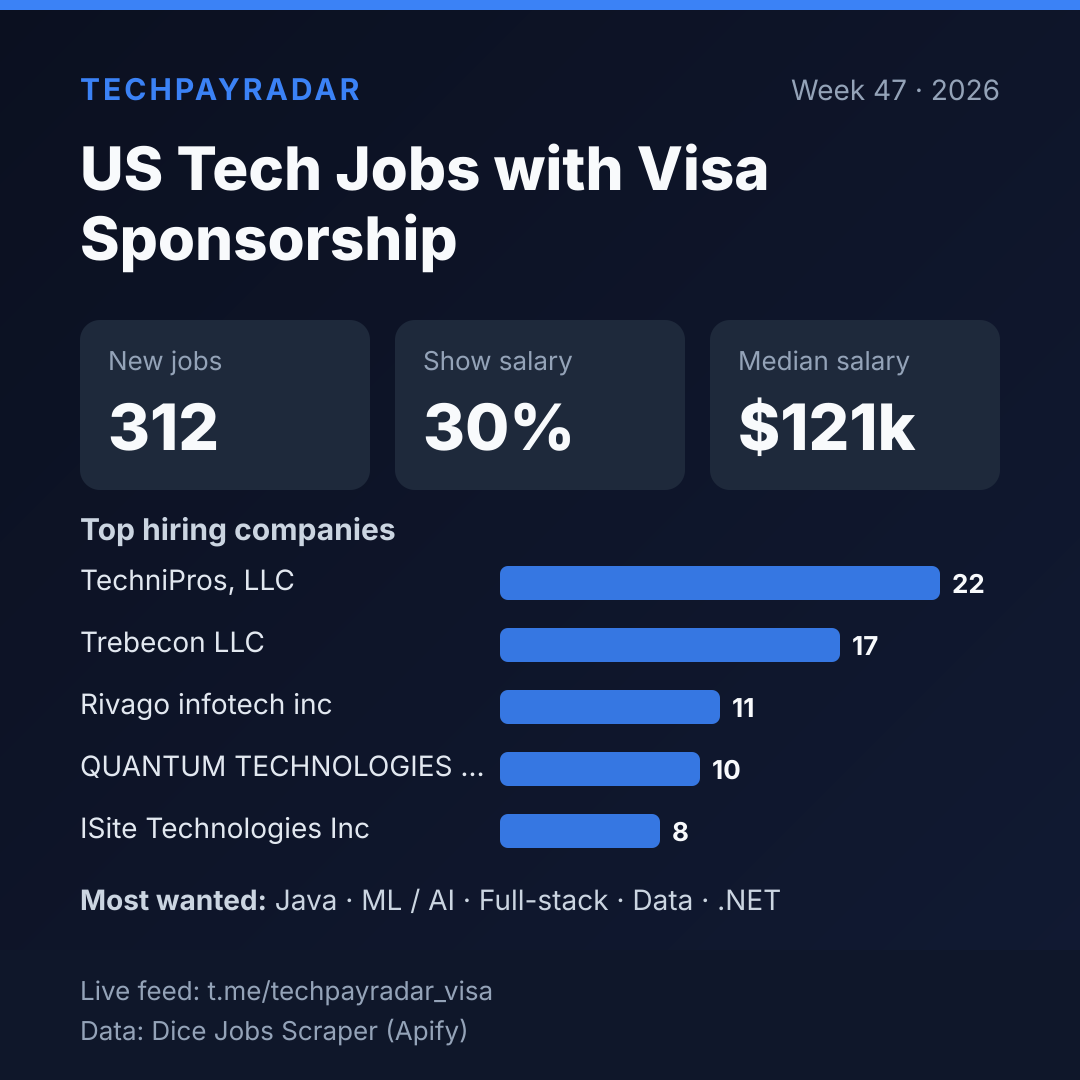 TECHPAYRADAR
Week 47 · 2026
US Tech Jobs with Visa
Sponsorship
New jobs
312
Show salary
30%
Median salary
$121k
Top hiring companies
TechniPros, LLC
22
Trebecon LLC
17
Rivago infotech inc
11
QUANTUM TECHNOLOGIES ...
10
ISite Technologies Inc
8
Most wanted: Java · ML / AI · Full-stack · Data · .NET
Live feed: t.me/techpayradar_visa
Data: Dice Jobs Scraper (Apify)